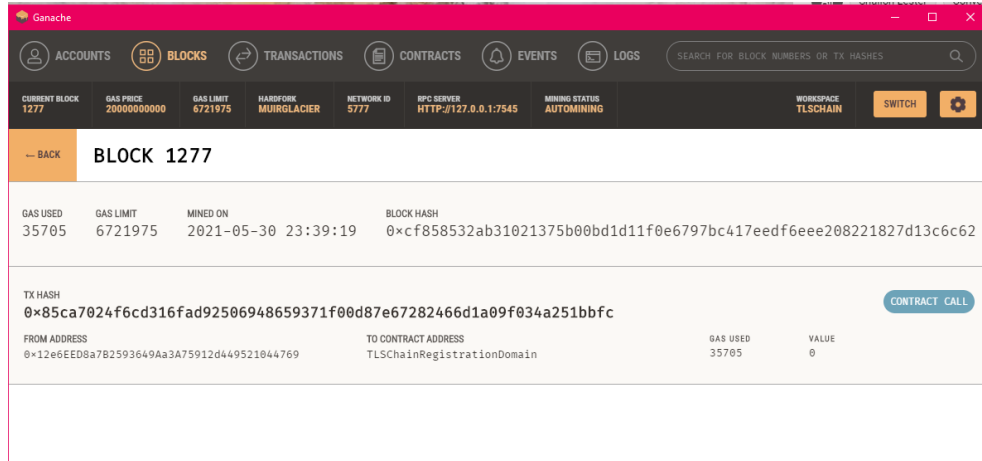 Ganache
ACCOUNTS BLOCKS TRANSACTIONS CONTRACTS EVENTS LOGS SEARCH FOR BLOCK NUMBERS OR TX HASHES
CURRENT BLOCK GAS PRICE GAS LIMIT HARDFORK NETWORK ID RPC SERVER MINING STATUS WORKSPACE
1277 20000000000 6721975 MUIRGLACIER 5777 HTTP://127.0.0.1:7545 AUTOMINING TLSCHAIN SWITCH
← BACK BLOCK 1277
GAS USED GAS LIMIT MINED ON BLOCK HASH
35705 6721975 2021-05-30 23:39:19 0×cf858532ab31021375b00bd1d11f0e6797bc417eedf6eee208221827d13c6c62
TX HASH
0×85ca7024f6cd316fad92506948659371f00d87e67282466d1a09f034a251bbfc CONTRACT CALL
FROM ADDRESS TO CONTRACT ADDRESS GAS USED VALUE
0×12e6EED8a7B2593649Aa3A75912d449521044769 TLSChainRegistrationDomain 35705 0